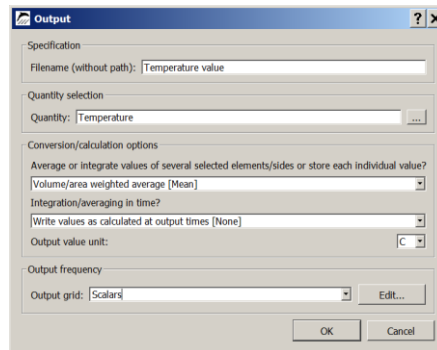 Output
Specification
Filename (without path): Temperature value
Quantity selection
Quantity: Temperature ...
Conversion/calculation options
Average or integrate values of several selected elements/sides or store each individual value?
Volume/area weighted average [Mean]
Integration/averaging in time?
Write values as calculated at output times [None]
Output value unit: C
Output frequency
Output grid: Scalars Edit...
OK Cancel